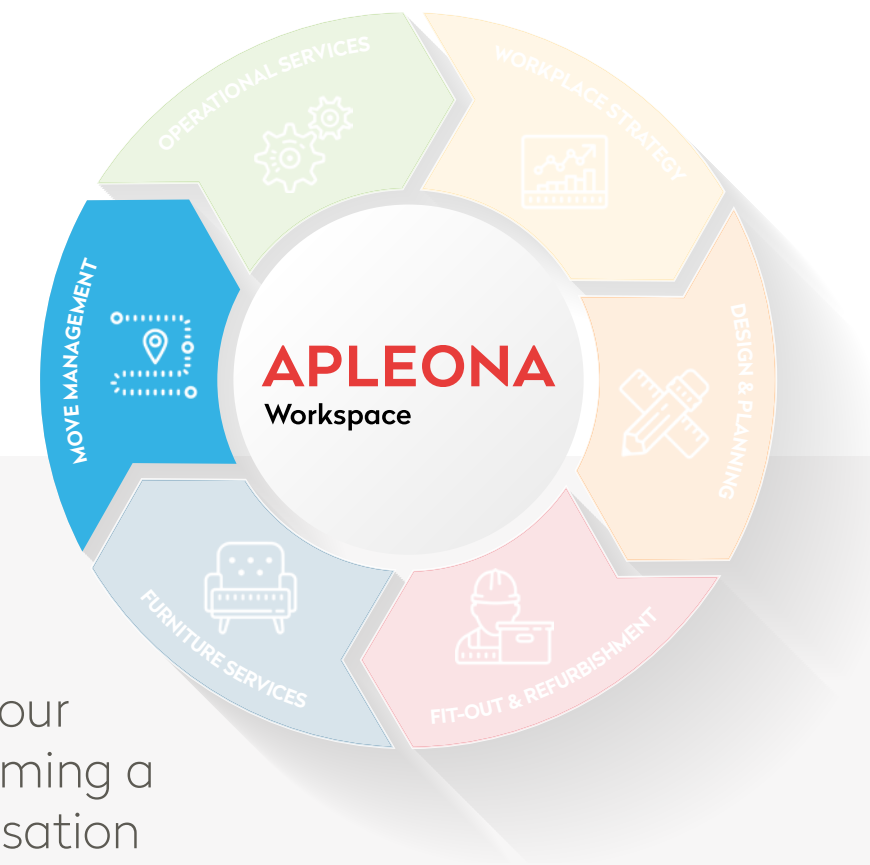 OPERATIONAL SERVICES
WORKPLACE STRATEGY
MOVE MANAGEMENT
DESIGN & PLANNING
APLEONA
Workspace
FURNITURE SERVICES
FIT-OUT & REFURBISHMENT
our
ming a
sation